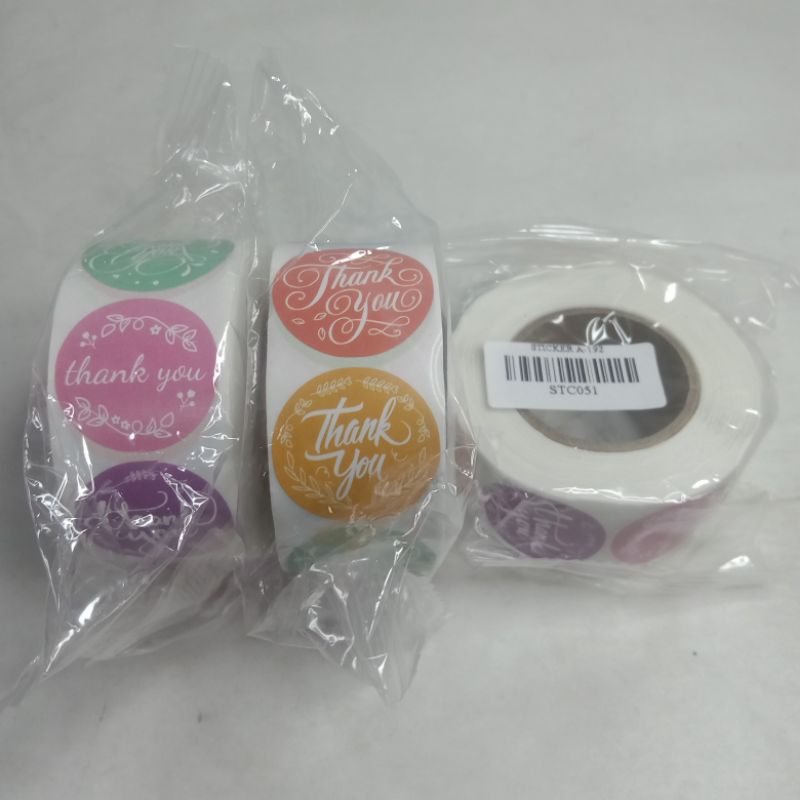 thank you
Thank
You
Thank
You
STICKER A-192
STC051